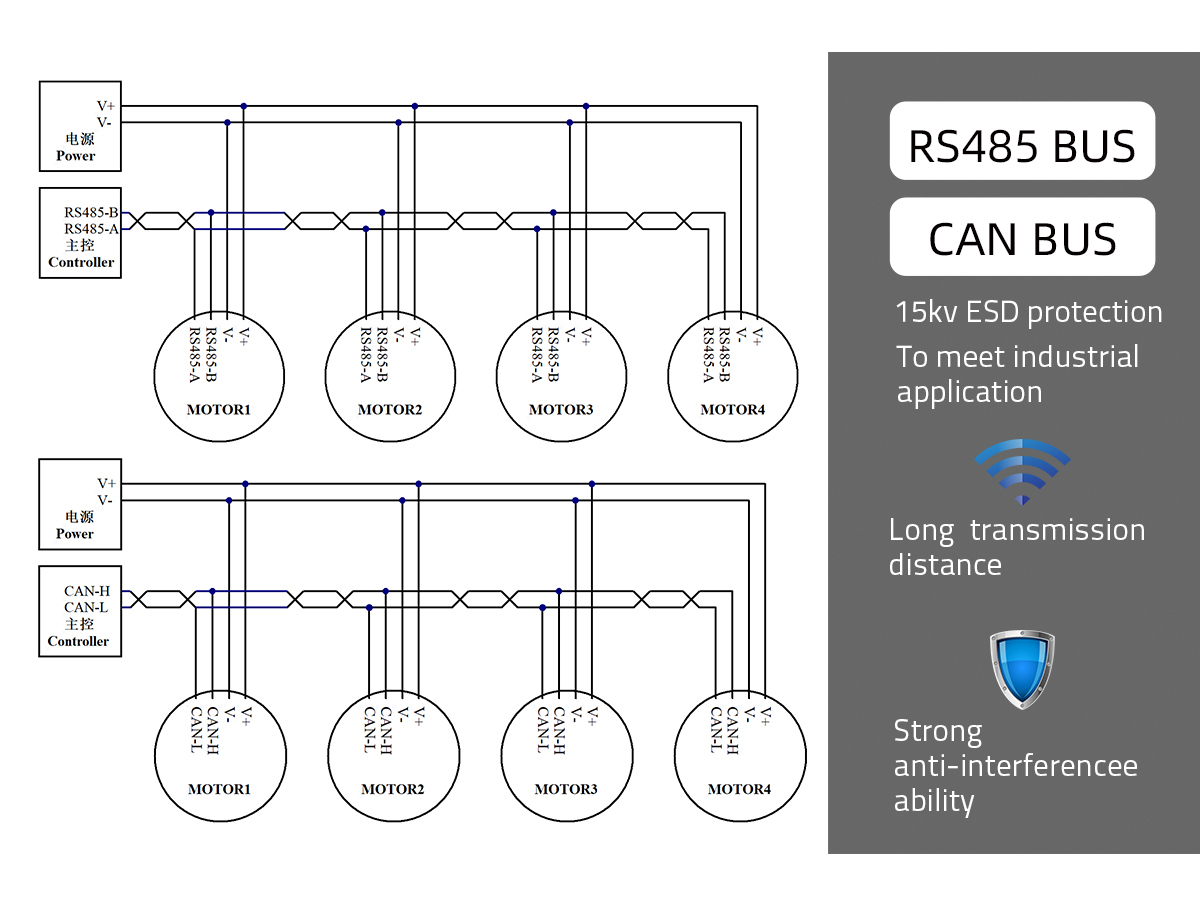 V+
V-
电源
Power
RS485-B
RS485-A
主控
Controller
RS485-A
RS485-B
V-
V+
MOTOR1
RS485-A
RS485-B
V-
V+
MOTOR2
RS485-A
RS485-B
V-
V+
MOTOR3
RS485-A
RS485-B
V-
V+
MOTOR4
V+
V-
电源
Power
CAN-H
CAN-L
主控
Controller
CAN-L
CAN-H
V-
V+
MOTOR1
CAN-L
CAN-H
V-
V+
MOTOR2
CAN-L
CAN-H
V-
V+
MOTOR3
CAN-L
CAN-H
V-
V+
MOTOR4
RS485 BUS
CAN BUS
15kv ESD protection
To meet industrial
application
Long transmission
distance
Strong
anti-interferencee
ability